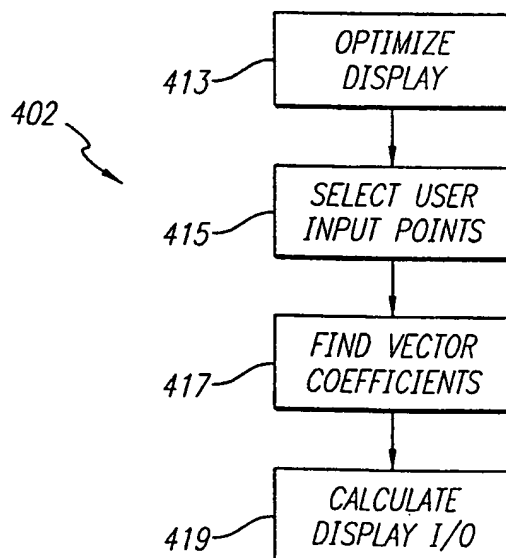 OPTIMIZE
DISPLAY
413
402
SELECT USER
INPUT POINTS
415
FIND VECTOR
COEFFICIENTS
417
CALCULATE
DISPLAY I/O
419